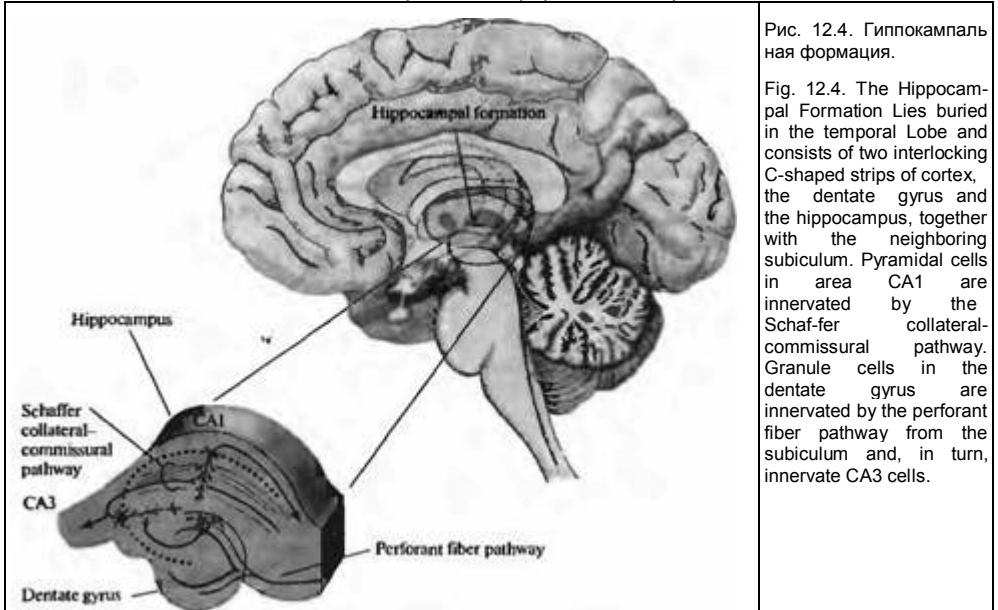 Hippocampal formation
Hippocampus
Schaffer
collateral–
commissural
pathway
CA1
CA3
Perforant fiber pathway
Dentate gyrus
Рис. 12.4. Гиппокампаль
ная формация.
Fig. 12.4. The Hippocam-
pal Formation Lies buried
in the temporal Lobe and
consists of two interlocking
C-shaped strips of cortex,
the dentate gyrus and
the hippocampus, together
with the neighboring
subiculum. Pyramidal cells
in area CA1 are
innervated by the
Schaf-fer collateral-
commissural pathway.
Granule cells in the
dentate gyrus are
innervated by the perforant
fiber pathway from the
subiculum and, in turn,
innervate CA3 cells.